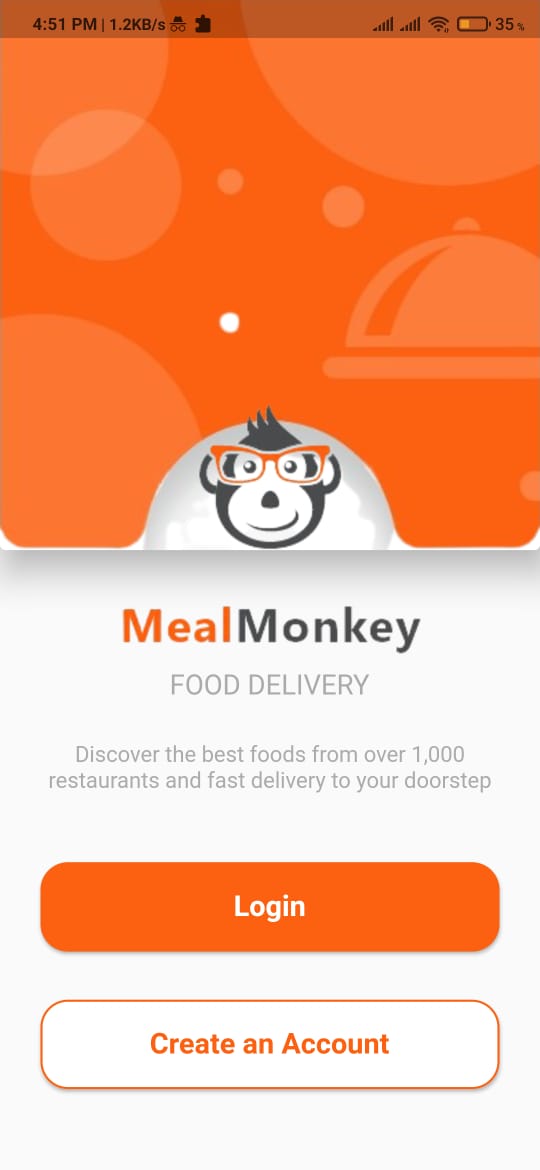 4:51 PM | 1.2KB/s 35 %
MealMonkey
FOOD DELIVERY
Discover the best foods from over 1,000
restaurants and fast delivery to your doorstep
Login
Create an Account